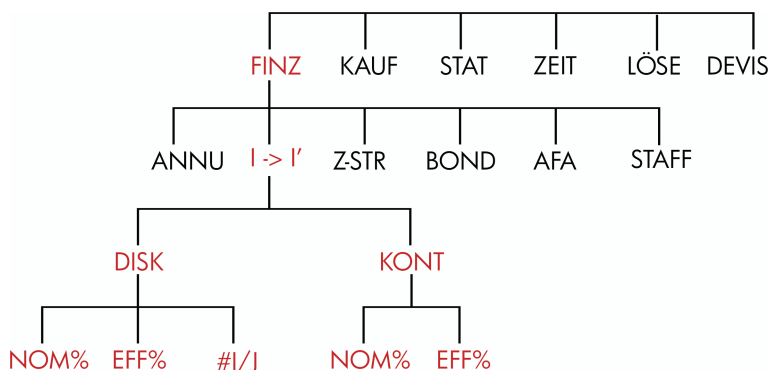 FINZ KAUF STAT ZEIT LÖSE DEVIS
ANNU I -> I' Z-STR BOND AFA STAFF
DISK KONT
NOM% EFF% #I/J NOM% EFF%